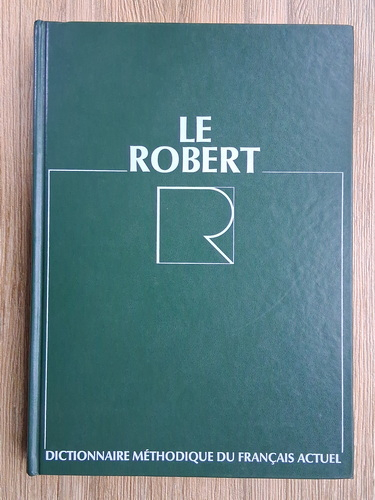 LE
ROBERT
R
DICTIONNAIRE MÉTHODIQUE DU FRANÇAIS ACTUEL